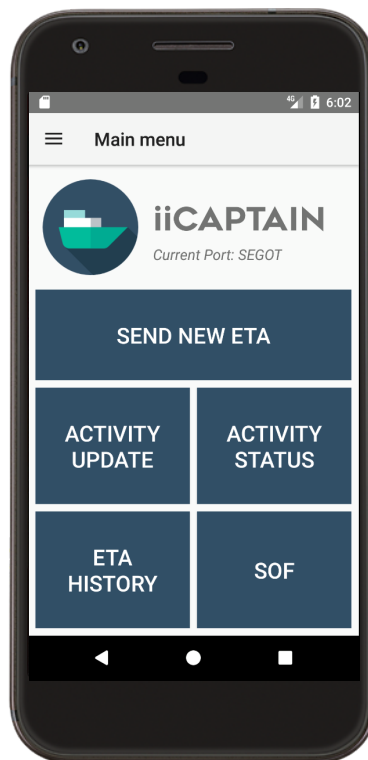 4G 6:02
Main menu
iiCAPTAIN
Current Port: SEGOT
SEND NEW ETA
ACTIVITY
UPDATE
ACTIVITY
STATUS
ETA
HISTORY
SOF